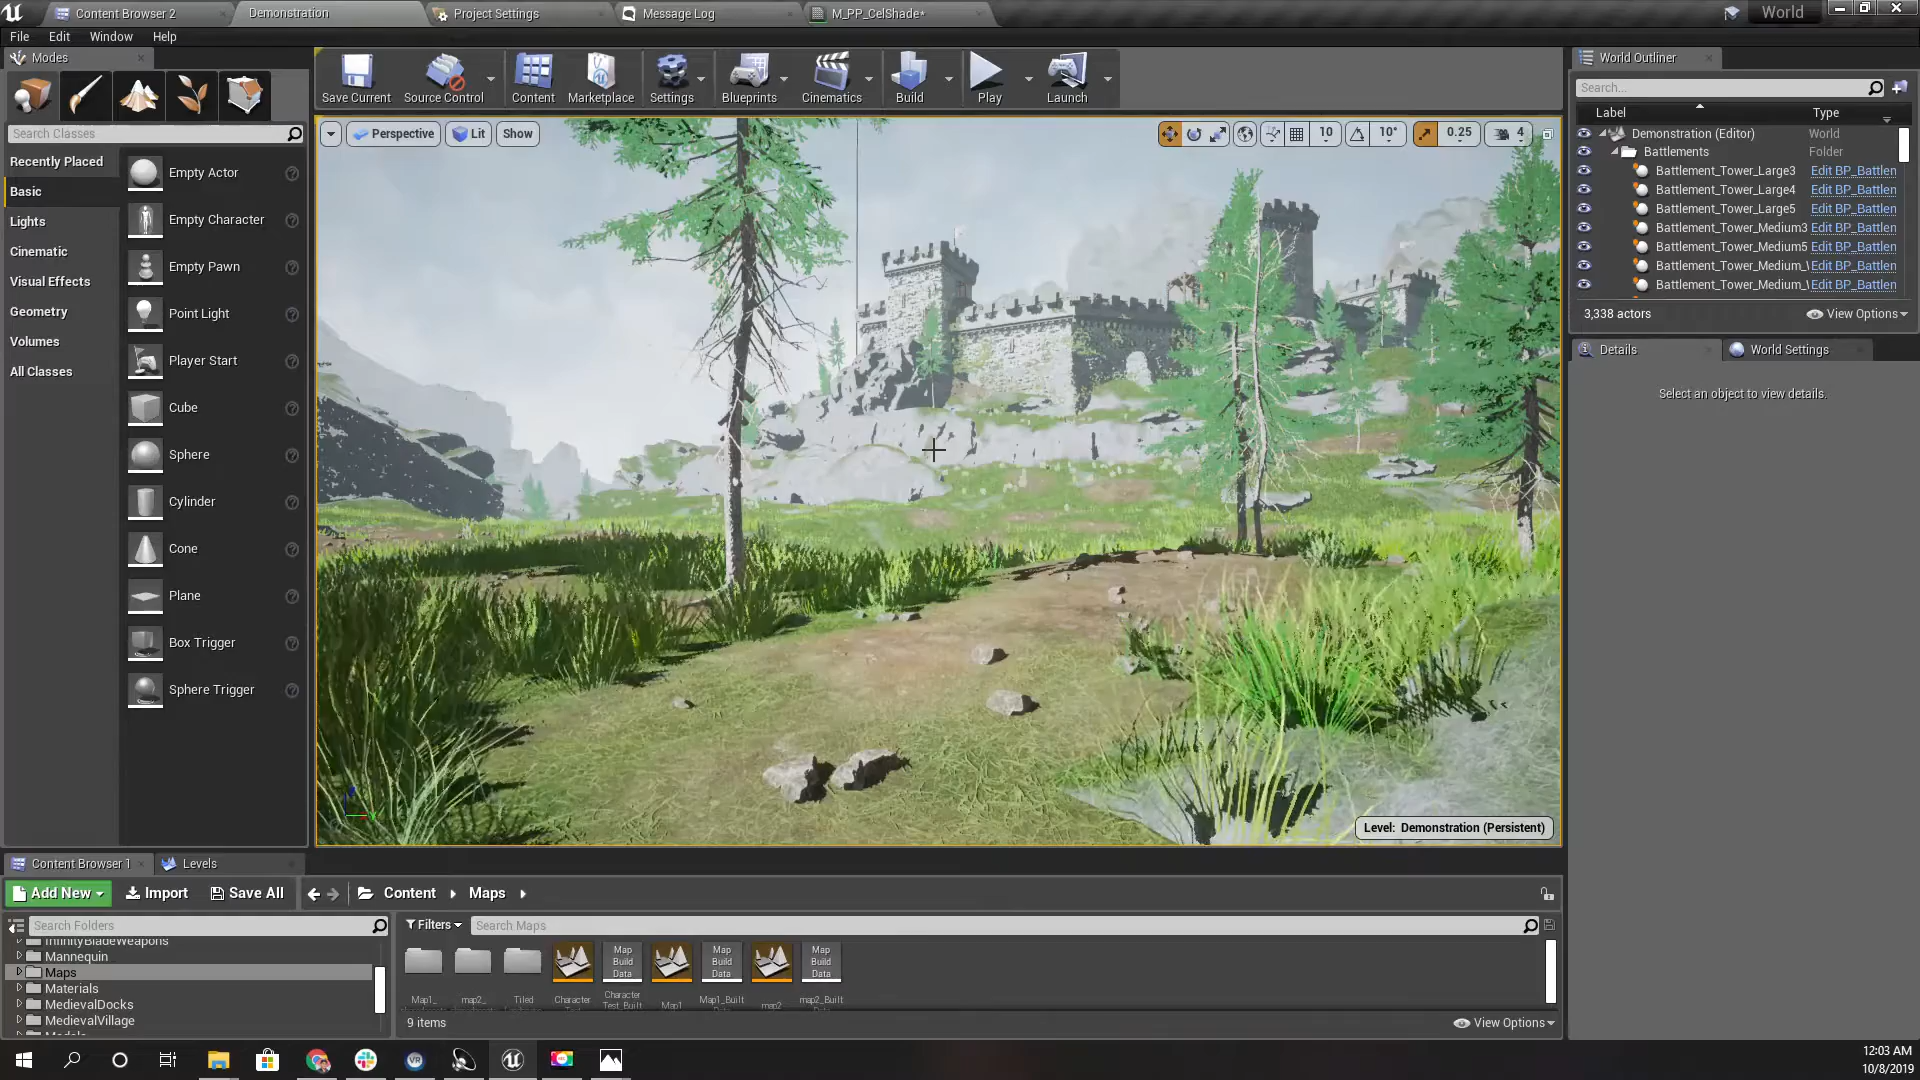 Content Browser 2
Demonstration
Project Settings
Message Log
M_PP_CelShade*
World
File Edit Window Help
Modes
Save Current
Source Control
Content
Marketplace
Settings
Blueprints
Cinematics
Build
Play
Launch
World Outliner
Search...
Label Type
Demonstration (Editor) World
Battlements Folder
Battlement_Tower_Large3 Edit BP_Battlen
Battlement_Tower_Large4 Edit BP_Battlen
Battlement_Tower_Large5 Edit BP_Battlen
Battlement_Tower_Medium3 Edit BP_Battlen
Battlement_Tower_Medium5 Edit BP_Battlen
Battlement_Tower_Medium_\ Edit BP_Battlen
Battlement_Tower_Medium_\ Edit BP_Battlen
3,338 actors
View Options
Details
World Settings
Select an object to view details.
Search Classes
Recently Placed
Basic
Lights
Cinematic
Visual Effects
Geometry
Volumes
All Classes
Empty Actor
Empty Character
Empty Pawn
Point Light
Player Start
Cube
Sphere
Cylinder
Cone
Plane
Box Trigger
Sphere Trigger
Perspective
Lit
Show
10
10°
0.25
4
Level: Demonstration (Persistent)
Content Browser 1
Levels
Add New
Import
Save All
Content
Maps
Search Folders
InfinityBladeWeapons
Mannequin
Maps
Materials
MedievalDocks
MedievalVillage
Filters
Search Maps
Map
Build
Data
Map
Build
Data
Map
Build
Data
Map1_
map2_
Tiled
Character
Character
Test_Built
Map1
Map1_Built
map2
map2_Built
9 items
View Options
12:03 AM
10/8/2019